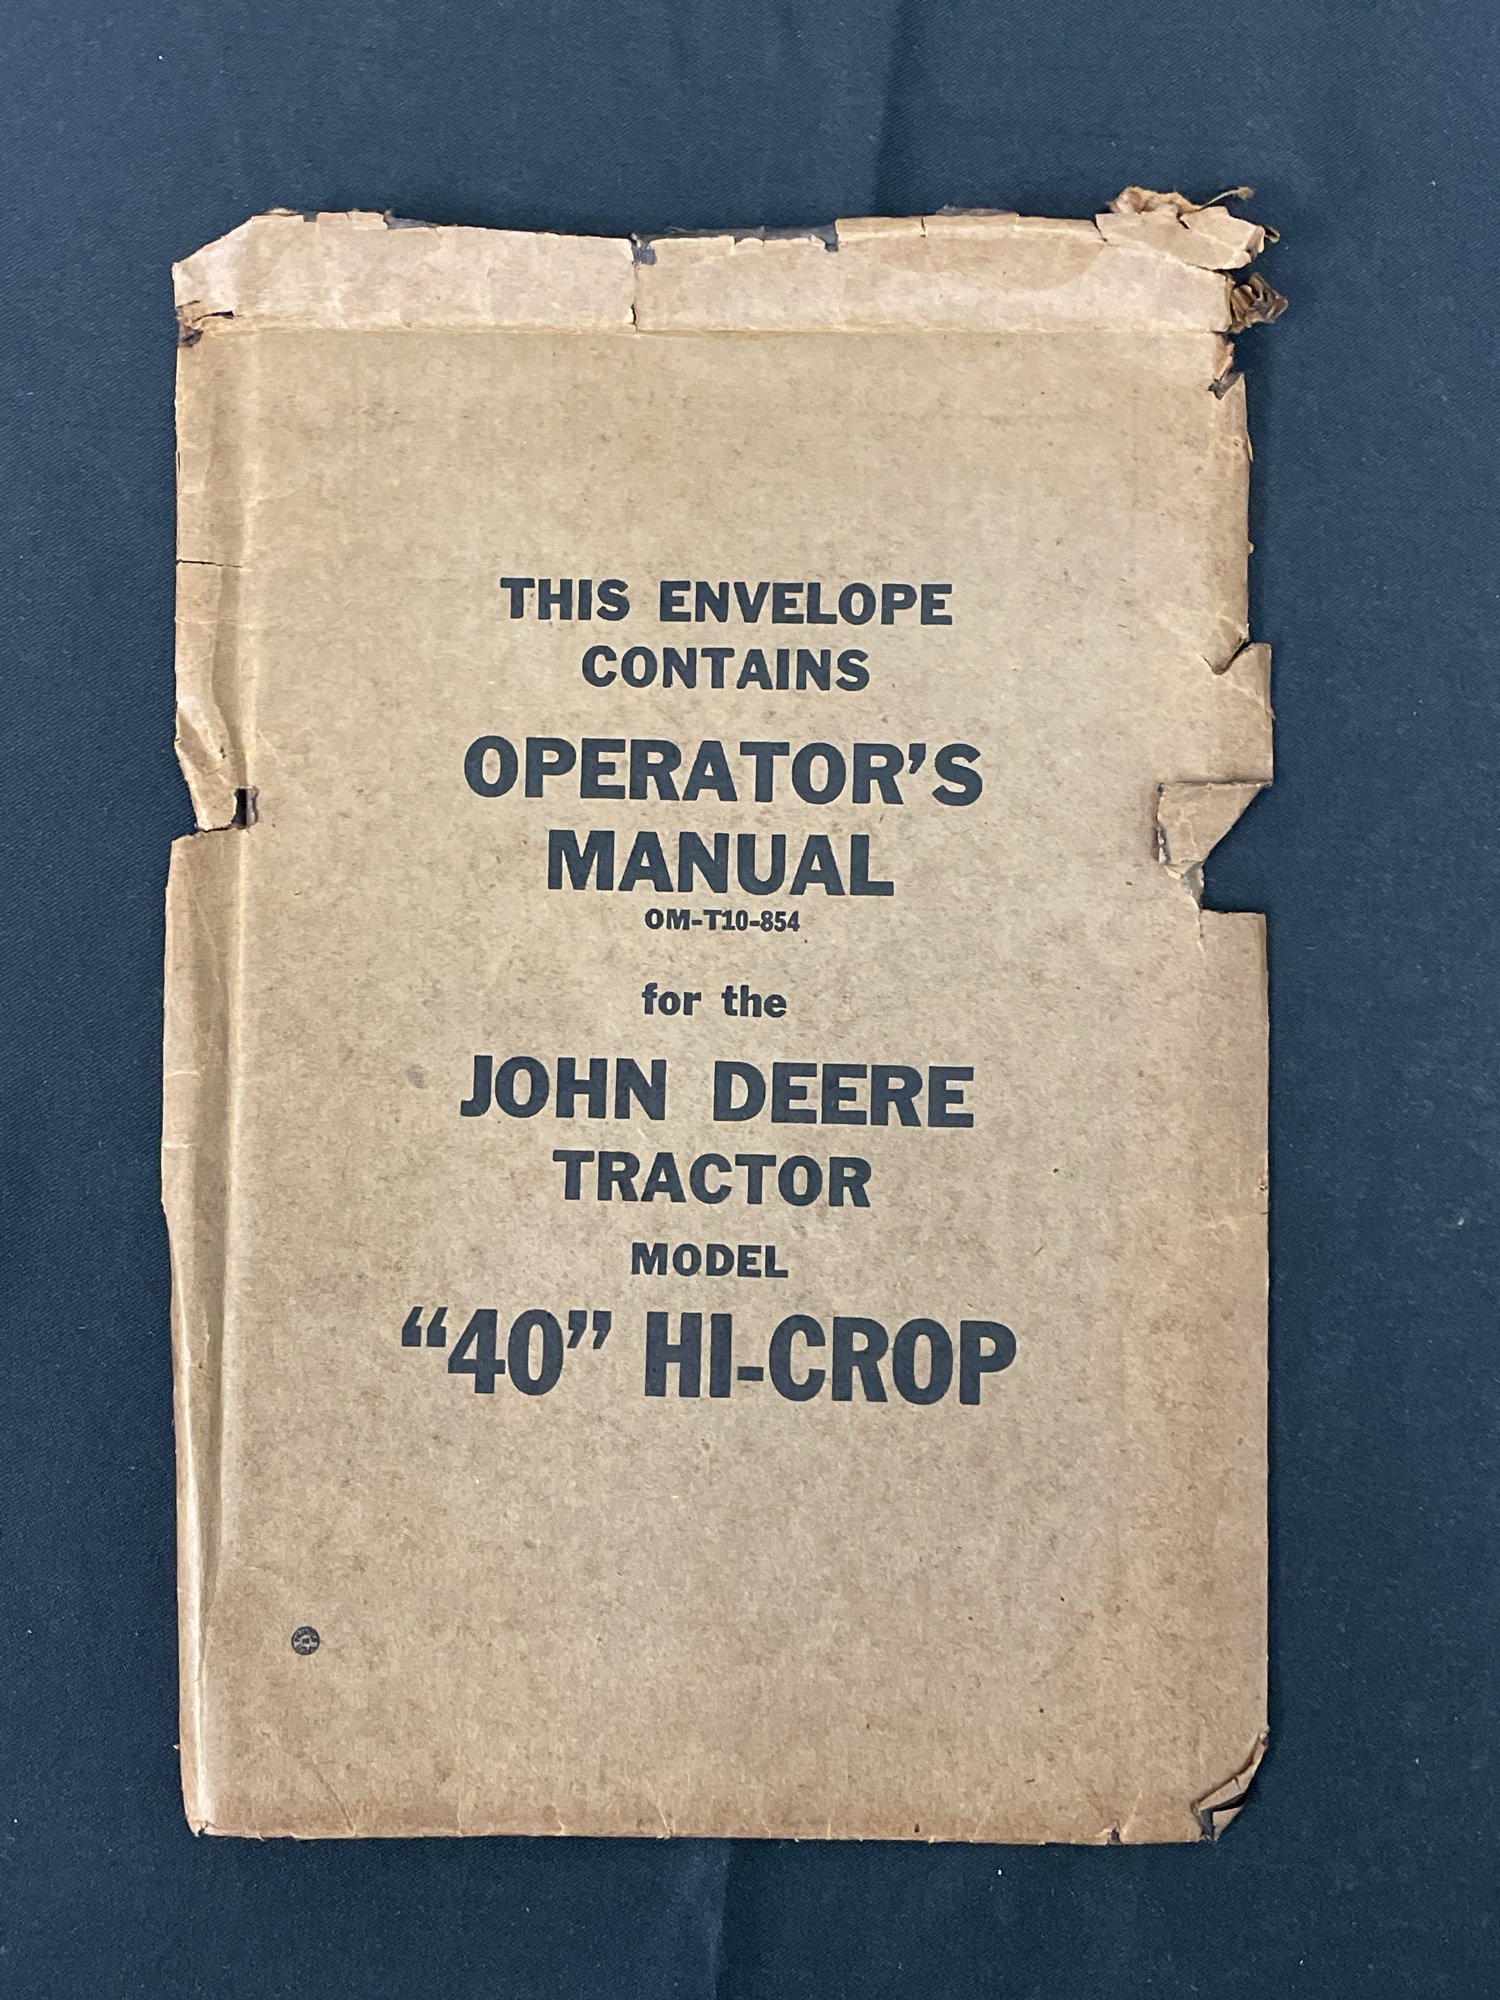 THIS ENVELOPE
CONTAINS
OPERATOR'S
MANUAL
OM-T10-854
for the
JOHN DEERE
TRACTOR
MODEL
“40” HI-CROP